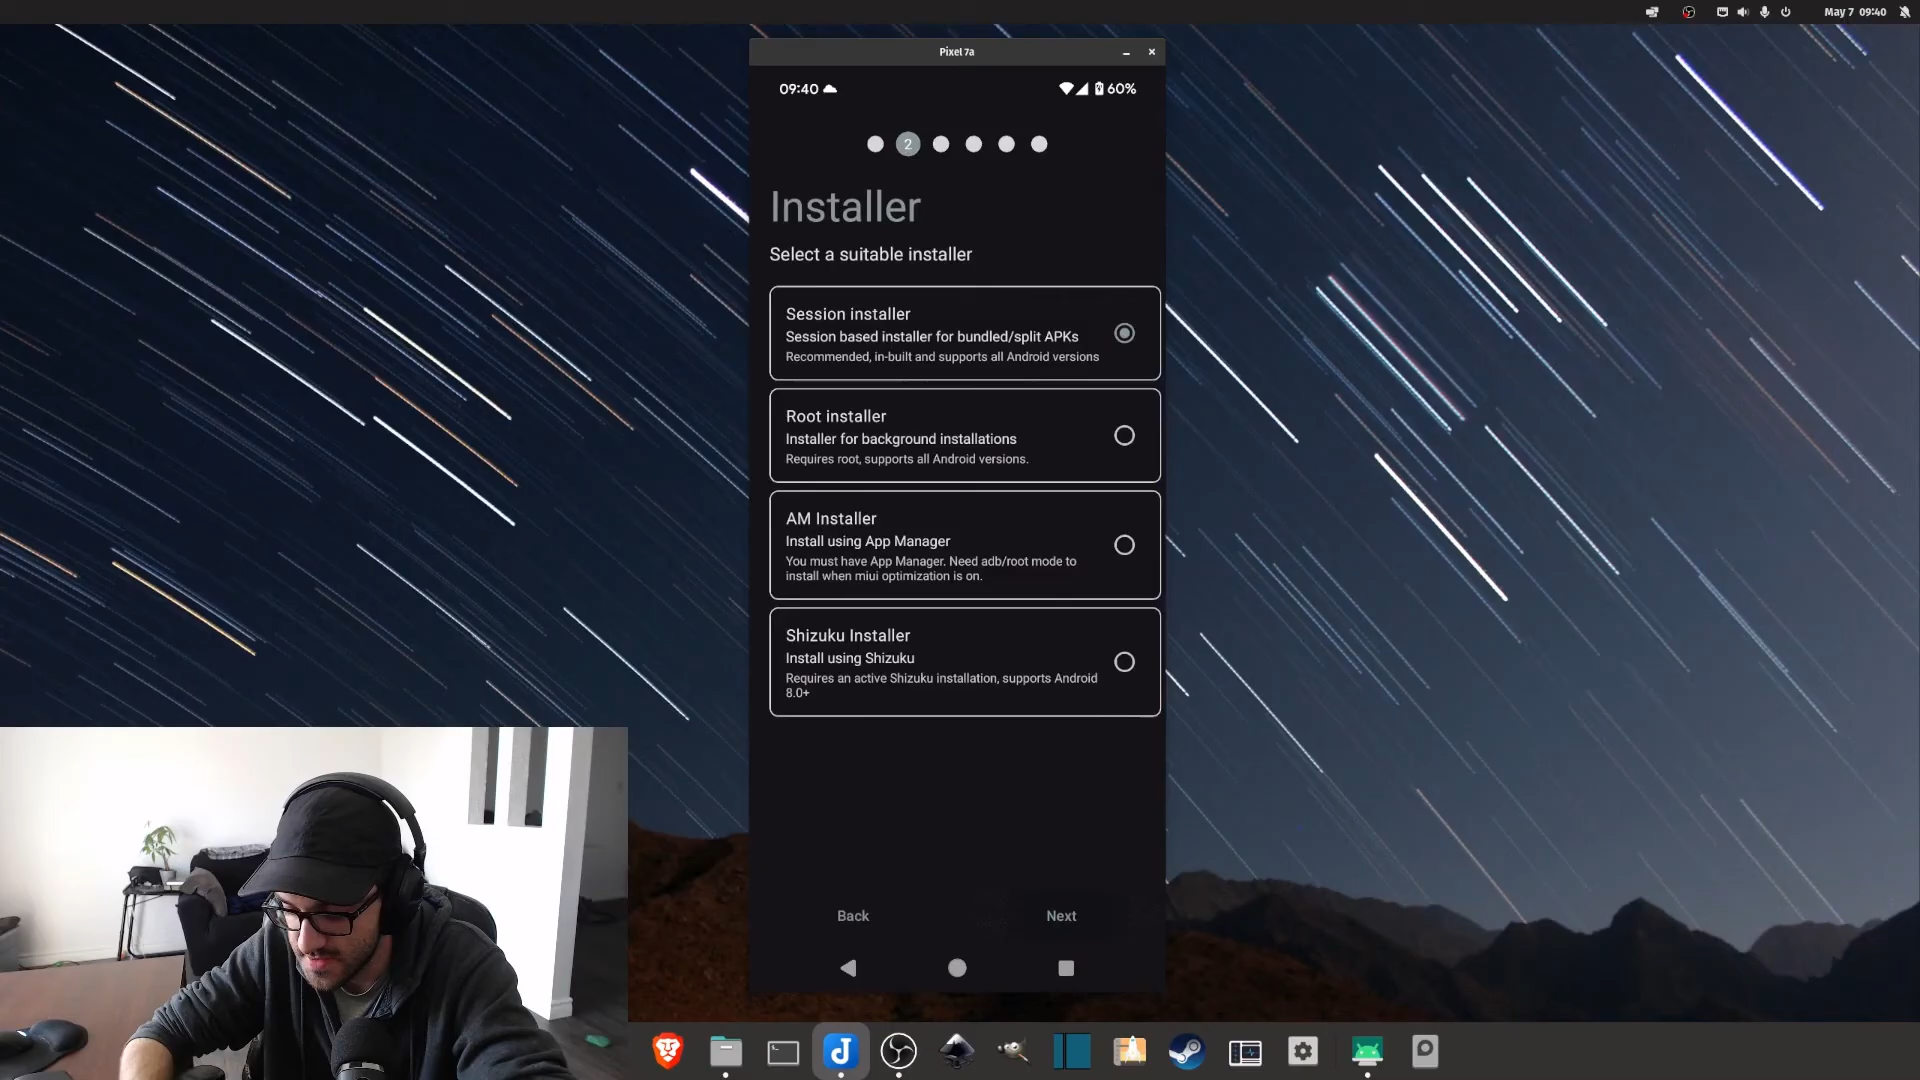 May 7 09:40
Pixel 7a
09:40
60%
2
Installer
Select a suitable installer
Session installer
Session based installer for bundled/split APKs
Recommended, in-built and supports all Android versions
Root installer
Installer for background installations
Requires root, supports all Android versions.
AM Installer
Install using App Manager
You must have App Manager. Need adb/root mode to
install when miui optimization is on.
Shizuku Installer
Install using Shizuku
Requires an active Shizuku installation, supports Android
8.0+
Back
Next